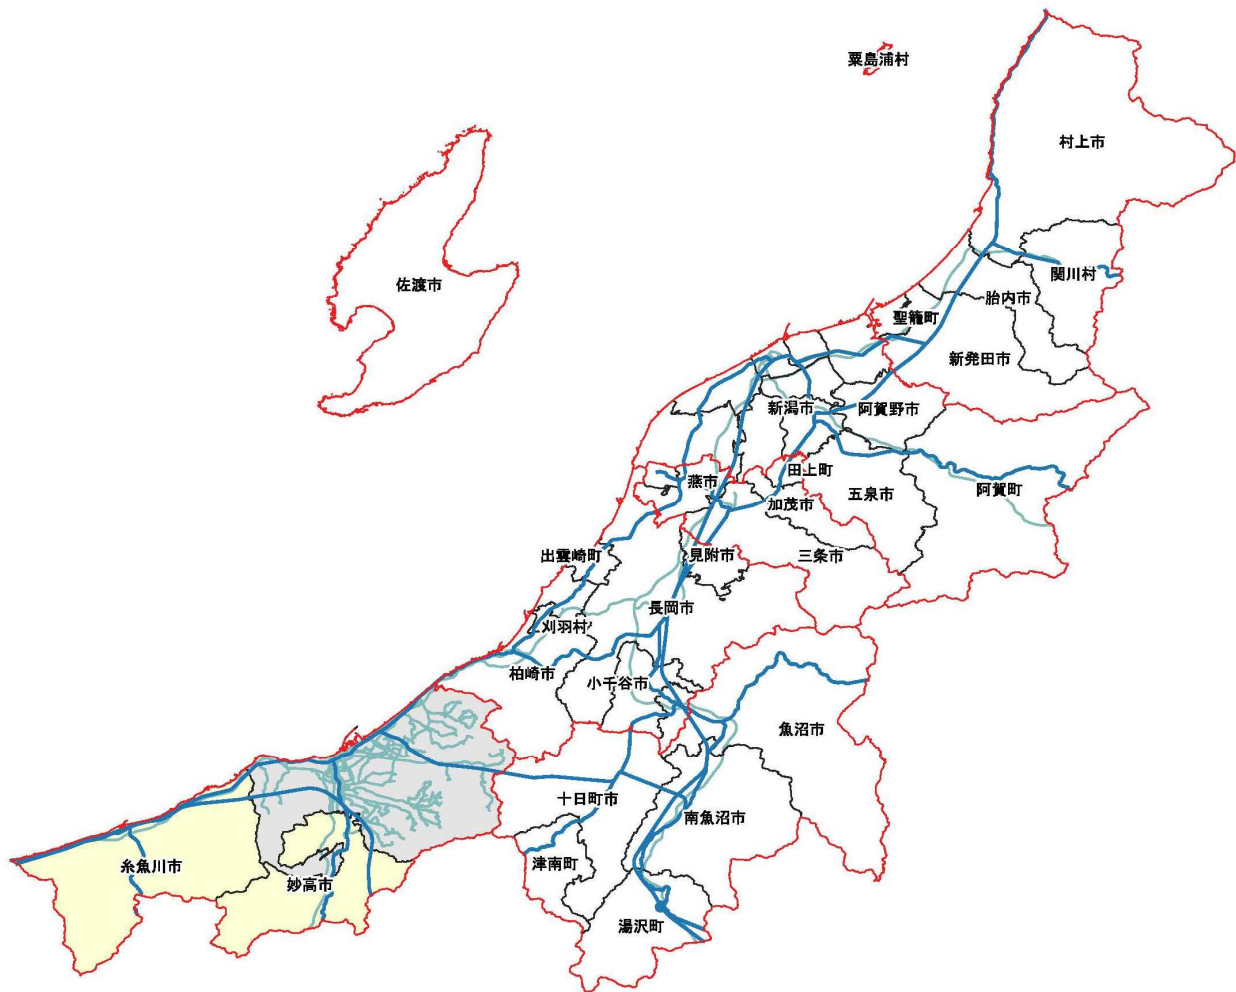 粟島浦村
村上市
関川村
佐渡市
胎内市
聖籠町
新発田市
新潟市
阿賀野市
田上町
燕市
五泉市
阿賀町
加茂市
出雲崎町
見附市
三条市
長岡市
刈羽村
柏崎市
小千谷市
魚沼市
十日町市
南魚沼市
津南町
糸魚川市
妙高市
湯沢町